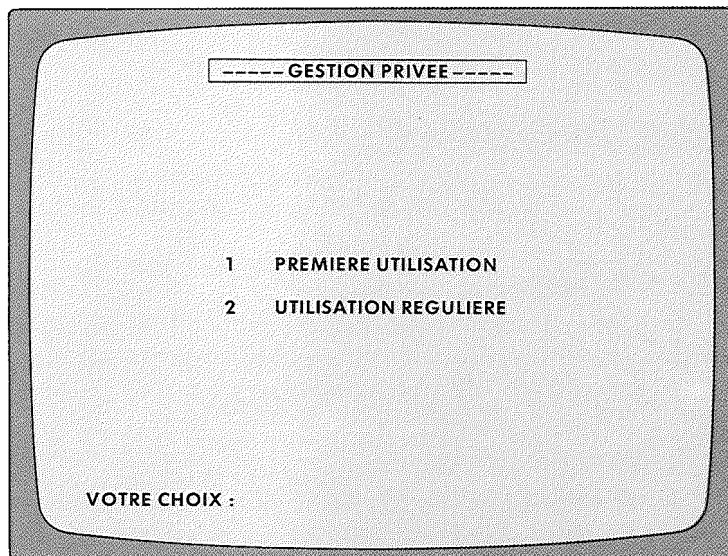 -----GESTION PRIVEE-----
1 PREMIERE UTILISATION
2 UTILISATION REGULIERE
VOTRE CHOIX :